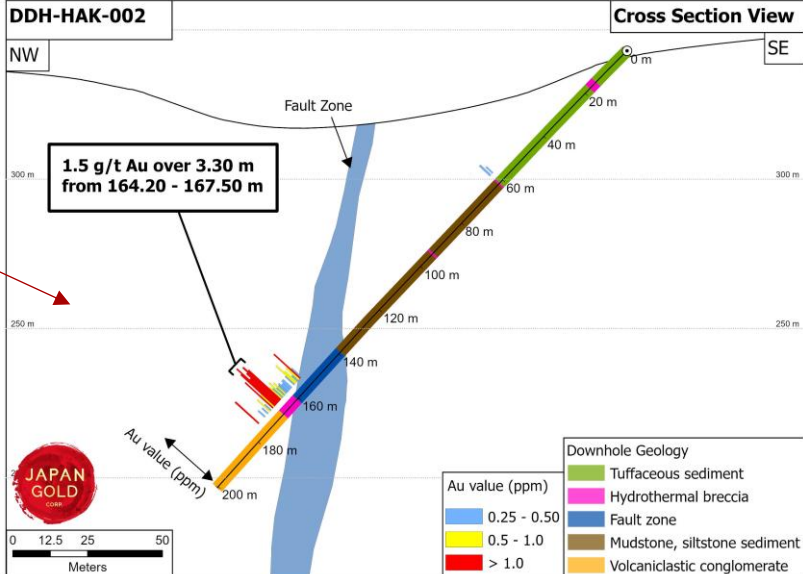 DDH-HAK-002
Cross Section View
NW
SE
0 m
20 m
Fault Zone
40 m
1.5 g/t Au over 3.30 m
from 164.20 - 167.50 m
300 m
300 m
60 m
80 m
100 m
120 m
250 m
250 m
140 m
160 m
180 m
Au value (ppm)
200 m
JAPAN
GOLD
CORP.
0 12.5 25 50
Meters
Au value (ppm)
0.25 - 0.50
0.5 - 1.0
> 1.0
Downhole Geology
Tuffaceous sediment
Hydrothermal breccia
Fault zone
Mudstone, siltstone sediment
Volcaniclastic conglomerate